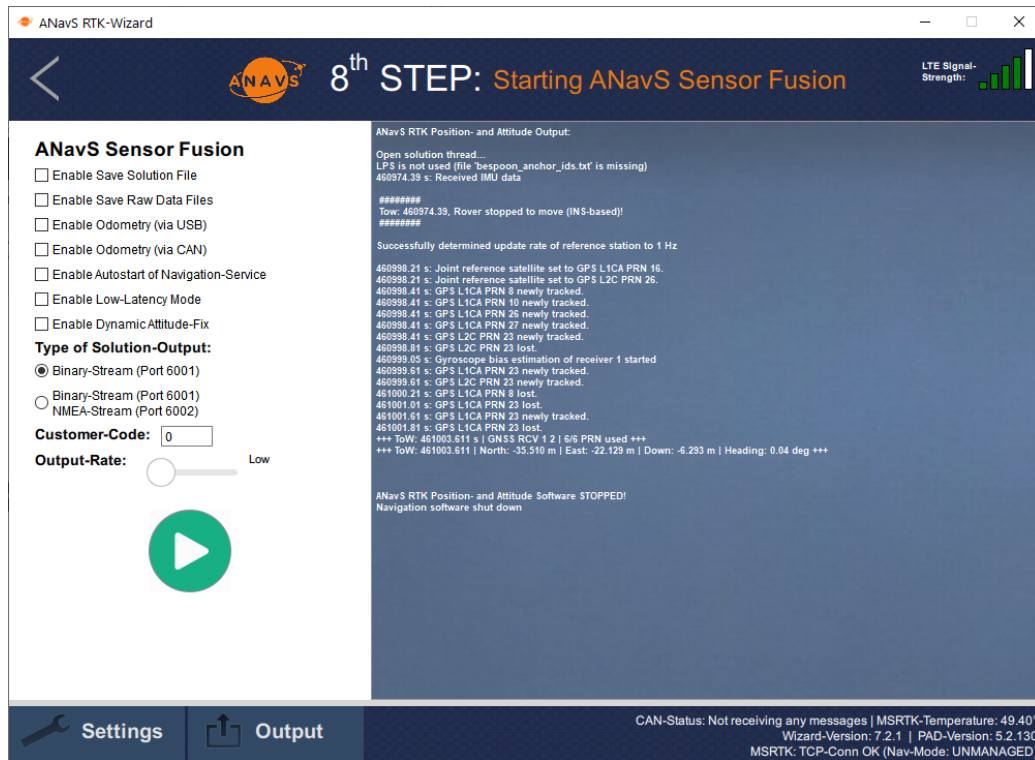 ANavS RTK-Wizard
ANAVS
8th STEP: Starting ANavS Sensor Fusion
LTE Signal-
Strength:
ANavS Sensor Fusion
Enable Save Solution File
Enable Save Raw Data Files
Enable Odometry (via USB)
Enable Odometry (via CAN)
Enable Autostart of Navigation-Service
Enable Low-Latency Mode
Enable Dynamic Attitude-Fix
Type of Solution-Output:
Binary-Stream (Port 6001)
Binary-Stream (Port 6001)
NMEA-Stream (Port 6002)
Customer-Code: 0
Output-Rate: Low
ANavS RTK Position- and Attitude Output:
Open solution thread...
LPS is not used (file 'bespoon_anchor_ids.txt' is missing)
460974.39 s: Received IMU data
########
Tow: 460974.39, Rover stopped to move (INS-based)!
########
Successfully determined update rate of reference station to 1 Hz
460998.21 s: Joint reference satellite set to GPS L1CA PRN 16.
460998.21 s: Joint reference satellite set to GPS L2C PRN 26.
460998.41 s: GPS L1CA PRN 8 newly tracked.
460998.41 s: GPS L1CA PRN 10 newly tracked.
460998.41 s: GPS L1CA PRN 26 newly tracked.
460998.41 s: GPS L1CA PRN 27 newly tracked.
460998.41 s: GPS L2C PRN 23 newly tracked.
460998.81 s: GPS L2C PRN 23 lost.
460999.05 s: Gyroscope bias estimation of receiver 1 started
460999.61 s: GPS L1CA PRN 23 newly tracked.
460999.61 s: GPS L2C PRN 23 newly tracked.
461000.21 s: GPS L1CA PRN 8 lost.
461001.01 s: GPS L1CA PRN 23 lost.
461001.61 s: GPS L1CA PRN 23 newly tracked.
461001.81 s: GPS L1CA PRN 23 lost.
+++ ToW: 461003.611 s | GNSS RCV 1 2 | 6/6 PRN used +++
+++ ToW: 461003.611 | North: -35.510 m | East: -22.129 m | Down: -6.293 m | Heading: 0.04 deg +++
ANavS RTK Position- and Attitude Software STOPPED!
Navigation software shut down
Settings
Output
CAN-Status: Not receiving any messages | MSRTK-Temperature: 49.40°
Wizard-Version: 7.2.1 | PAD-Version: 5.2.130
MSRTK: TCP-Conn OK (Nav-Mode: UNMANAGED)